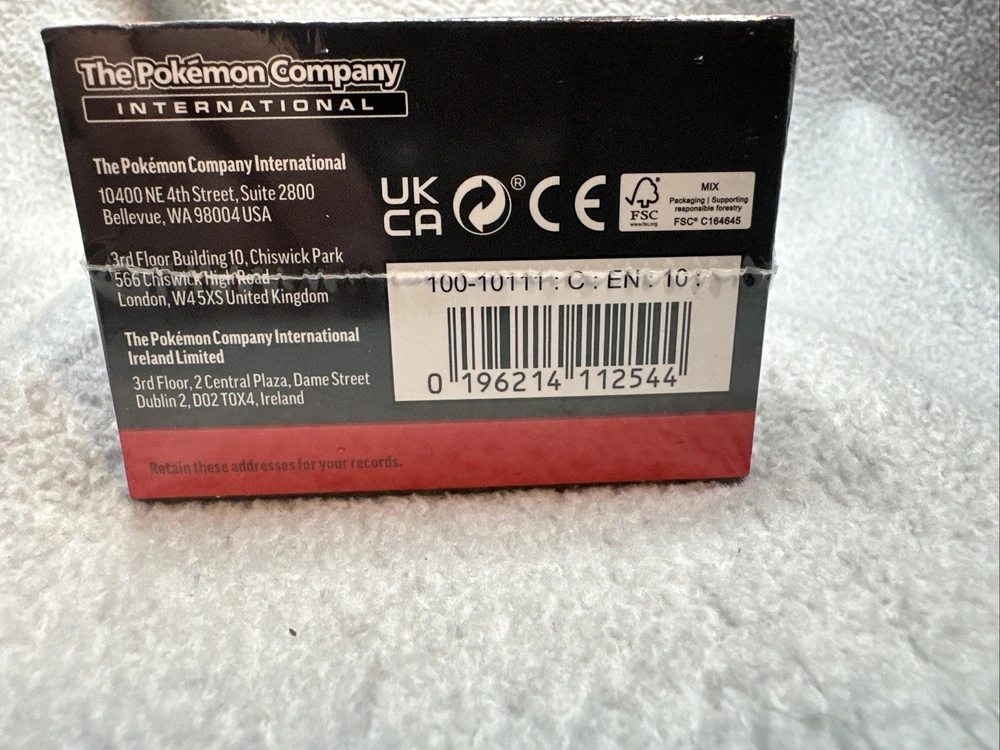 The Pokémon Company
INTERNATIONAL
The Pokémon Company International
10400 NE 4th Street, Suite 2800
Bellevue, WA 98004 USA
3rd Floor Building 10, Chiswick Park
566 Chiswick High Road
London, W4 5XS United Kingdom
The Pokémon Company International
Ireland Limited
3rd Floor, 2 Central Plaza, Dame Street
Dublin 2, D02 T0X4, Ireland
Retain these addresses for your records.
UK
CA
®
CE
FSC
www.fsc.org
MIX
Packaging | Supporting
responsible forestry
FSC® C164645
100-10111 : C : EN : 10 :
0 196214 112544